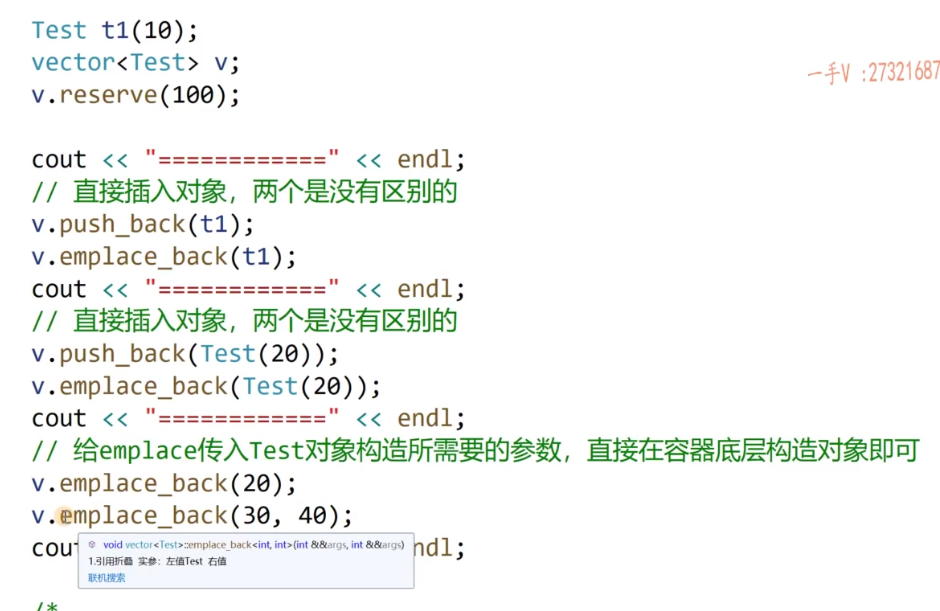 Test t1(10);
vector<Test> v;
v.reserve(100);
一手V :27321687
cout << "============" << endl;
// 直接插入对象，两个是没有区别的
v.push_back(t1);
v.emplace_back(t1);
cout << "============" << endl;
// 直接插入对象，两个是没有区别的
v.push_back(Test(20));
v.emplace_back(Test(20));
cout << "============" << endl;
// 给emplace传入Test对象构造所需要的参数，直接在容器底层构造对象即可
v.emplace_back(20);
v.emplace_back(30, 40);
void vector<Test>::emplace_back<int, int>(int &&args, int &&args)
1.引用折叠 实参：左值Test 右值
联机搜索
cou ndl;
/*